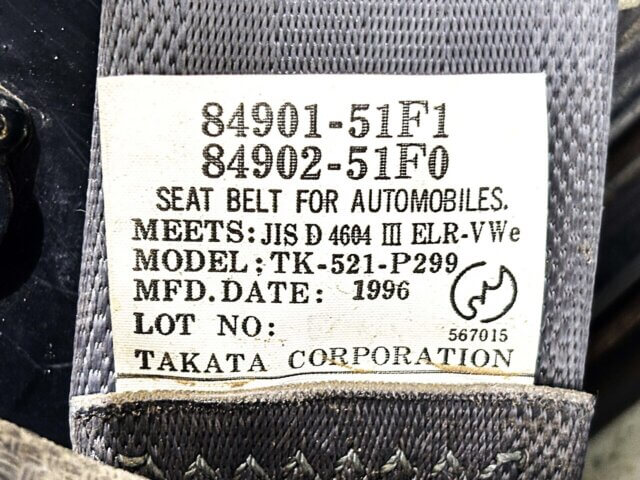 84901-51F1
84902-51F0
SEAT BELT FOR AUTOMOBILES.
MEETS: JIS D 4604 III ELR-VWe
MODEL: TK-521-P299
MFD. DATE: 1996
LOT NO:
567015
TAKATA CORPORATION